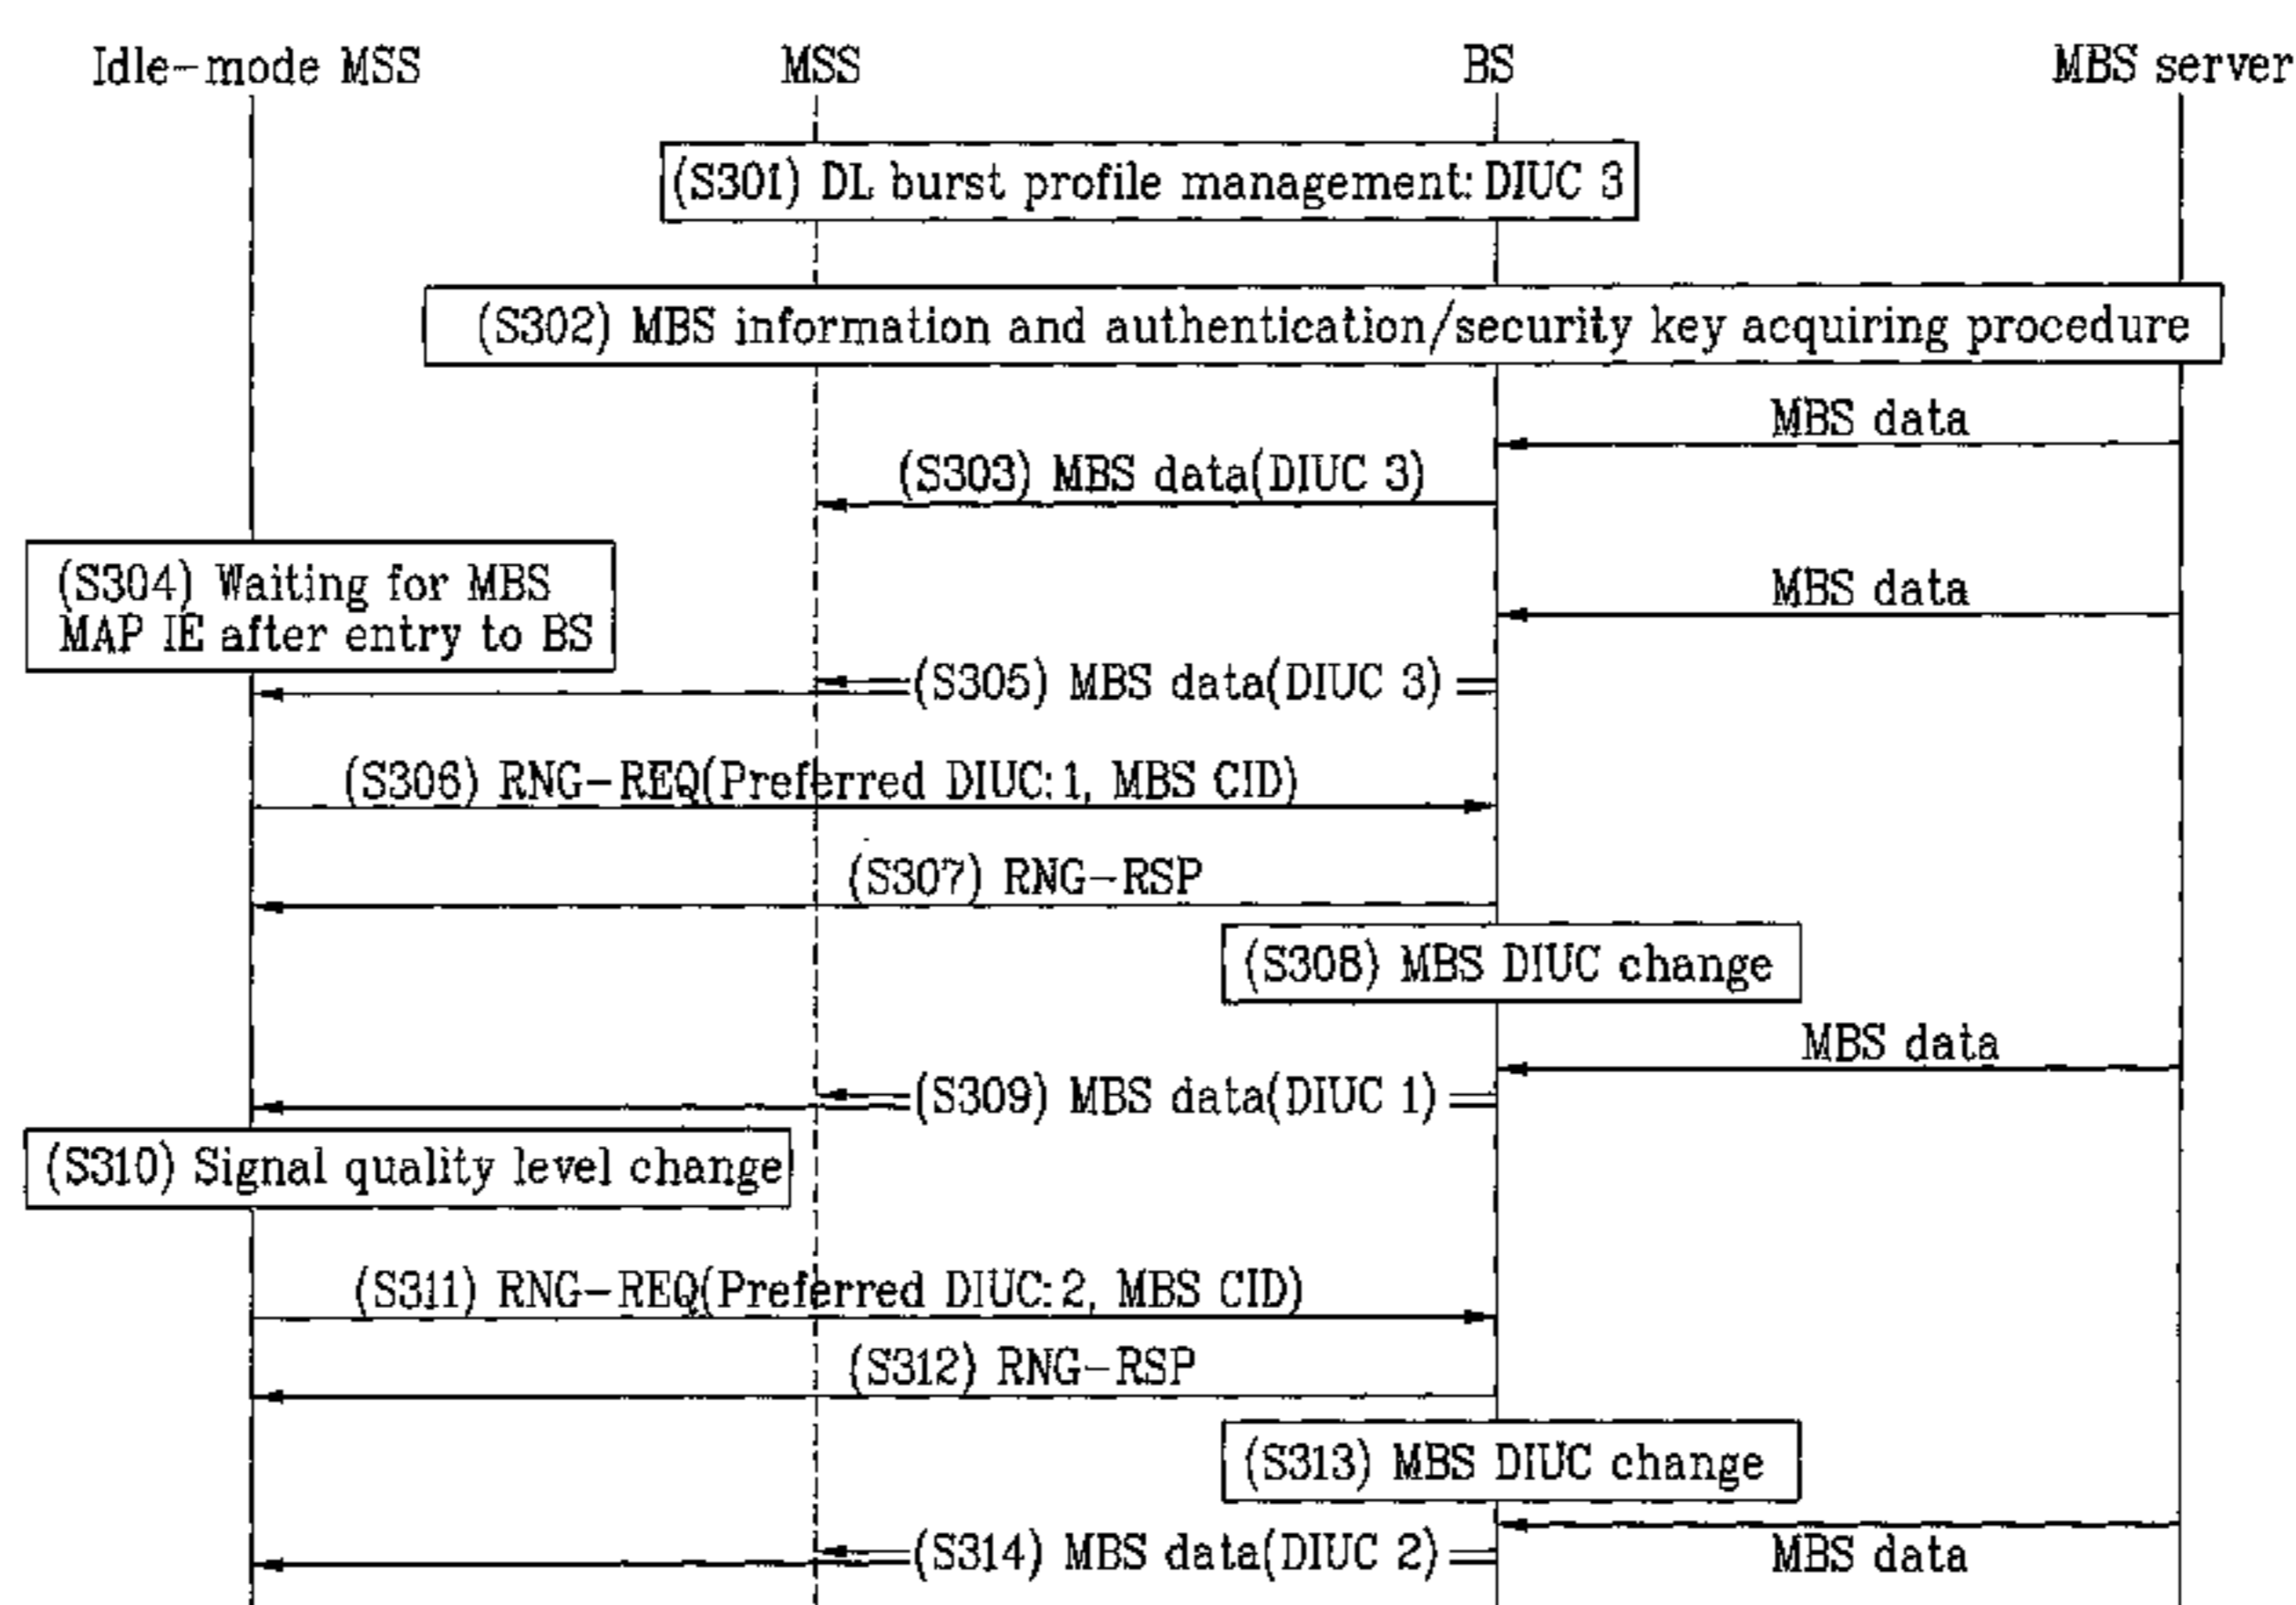 Idle-mode MSS
MSS
BS
MBS server
(S301) DL burst profile management: DIUC 3
(S302) MBS information and authentication/security key acquiring procedure
MBS data
(S303) MBS data(DIUC 3)
(S304) Waiting for MBS
MAP IE after entry to BS
MBS data
(S305) MBS data(DIUC 3)
(S306) RNG-REQ(Preferred DIUC:1, MBS CID)
(S307) RNG-RSP
(S308) MBS DIUC change
MBS data
(S309) MBS data(DIUC 1)
(S310) Signal quality level change
(S311) RNG-REQ(Preferred DIUC:2, MBS CID)
(S312) RNG-RSP
(S313) MBS DIUC change
(S314) MBS data(DIUC 2)
MBS data